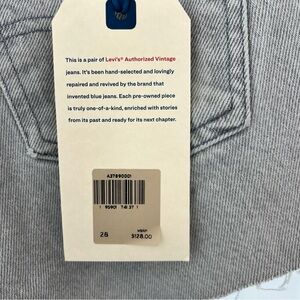 This is a pair of Levi's® Authorized Vintage
jeans. It's been hand-selected and lovingly
repaired and revived by the brand that
invented blue jeans. Each pre-owned piece
is truly one-of-a-kind, enriched with stories
from its past and ready for its next chapter.
437890001
28
MSRP
$128.00